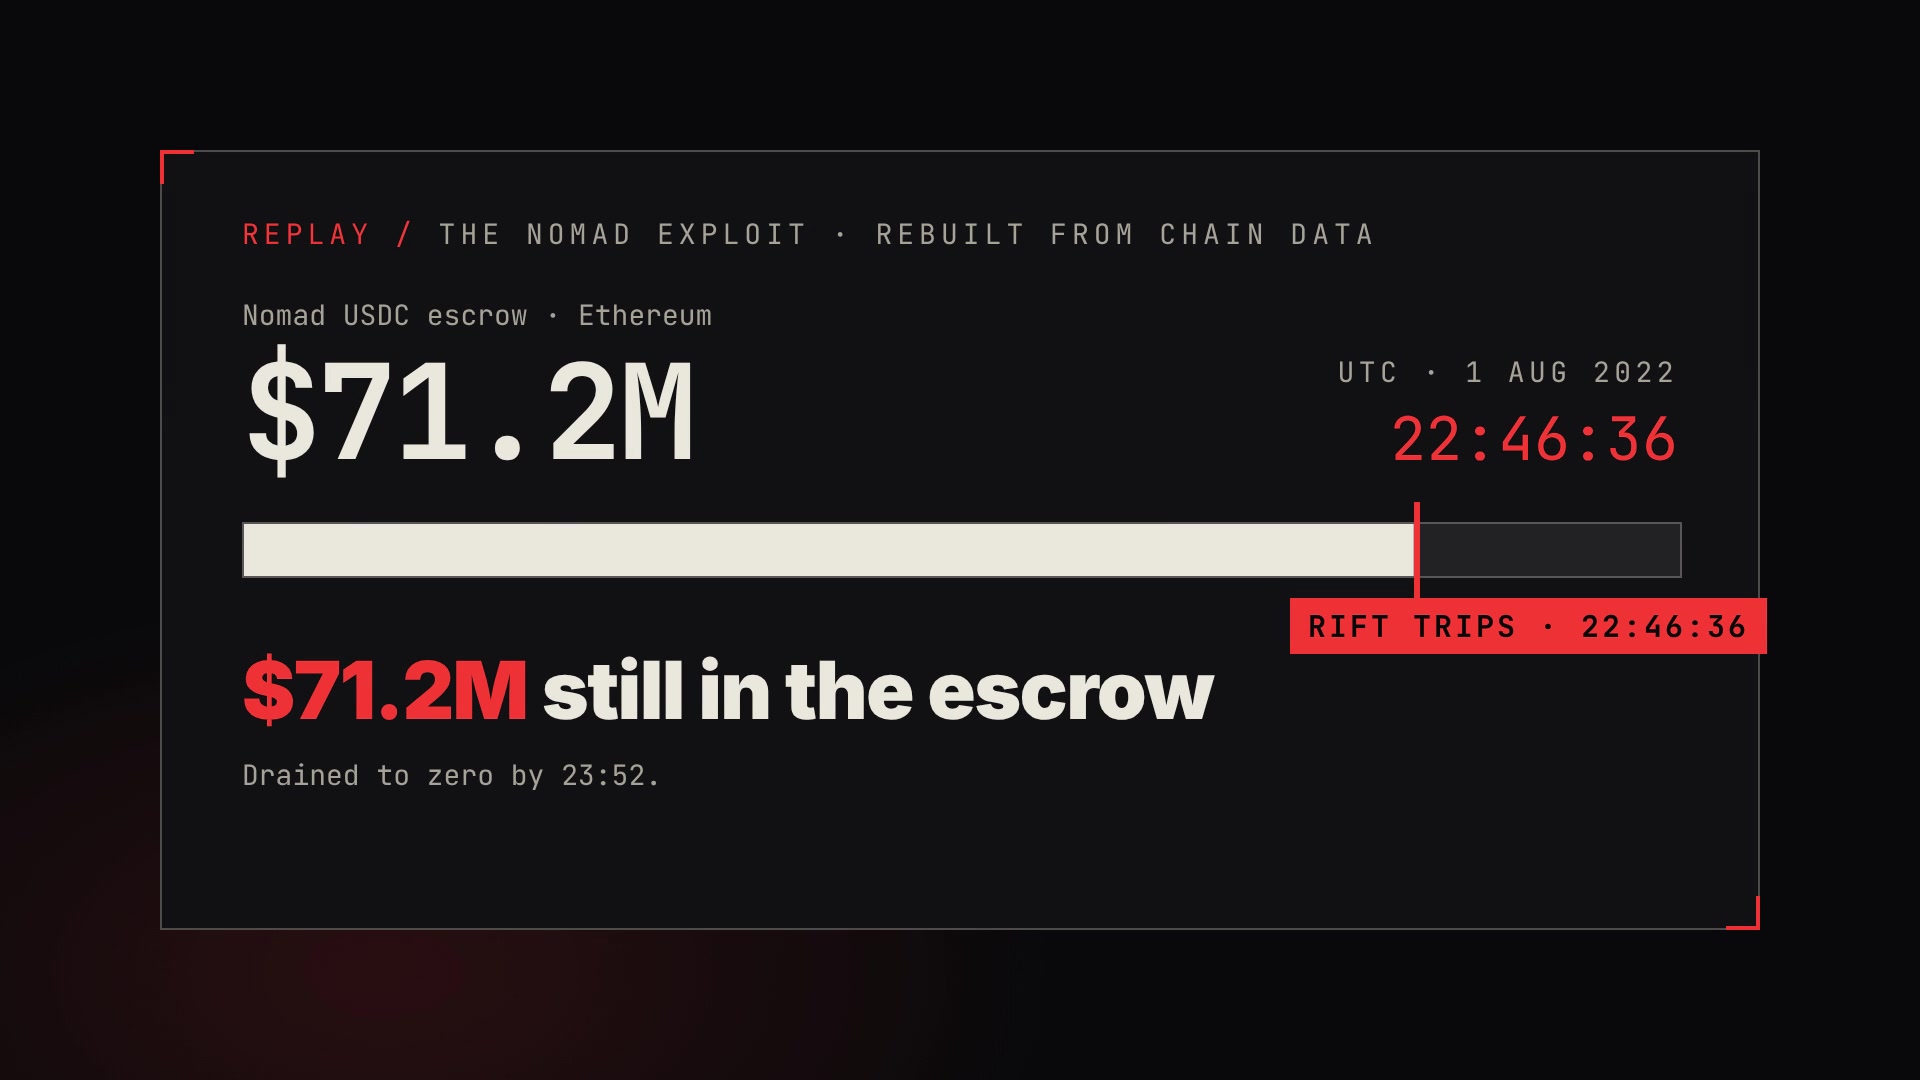 REPLAY / THE NOMAD EXPLOIT · REBUILT FROM CHAIN DATA
Nomad USDC escrow · Ethereum
$71.2M
UTC · 1 AUG 2022
22:46:36
RIFT TRIPS · 22:46:36
$71.2M still in the escrow
Drained to zero by 23:52.